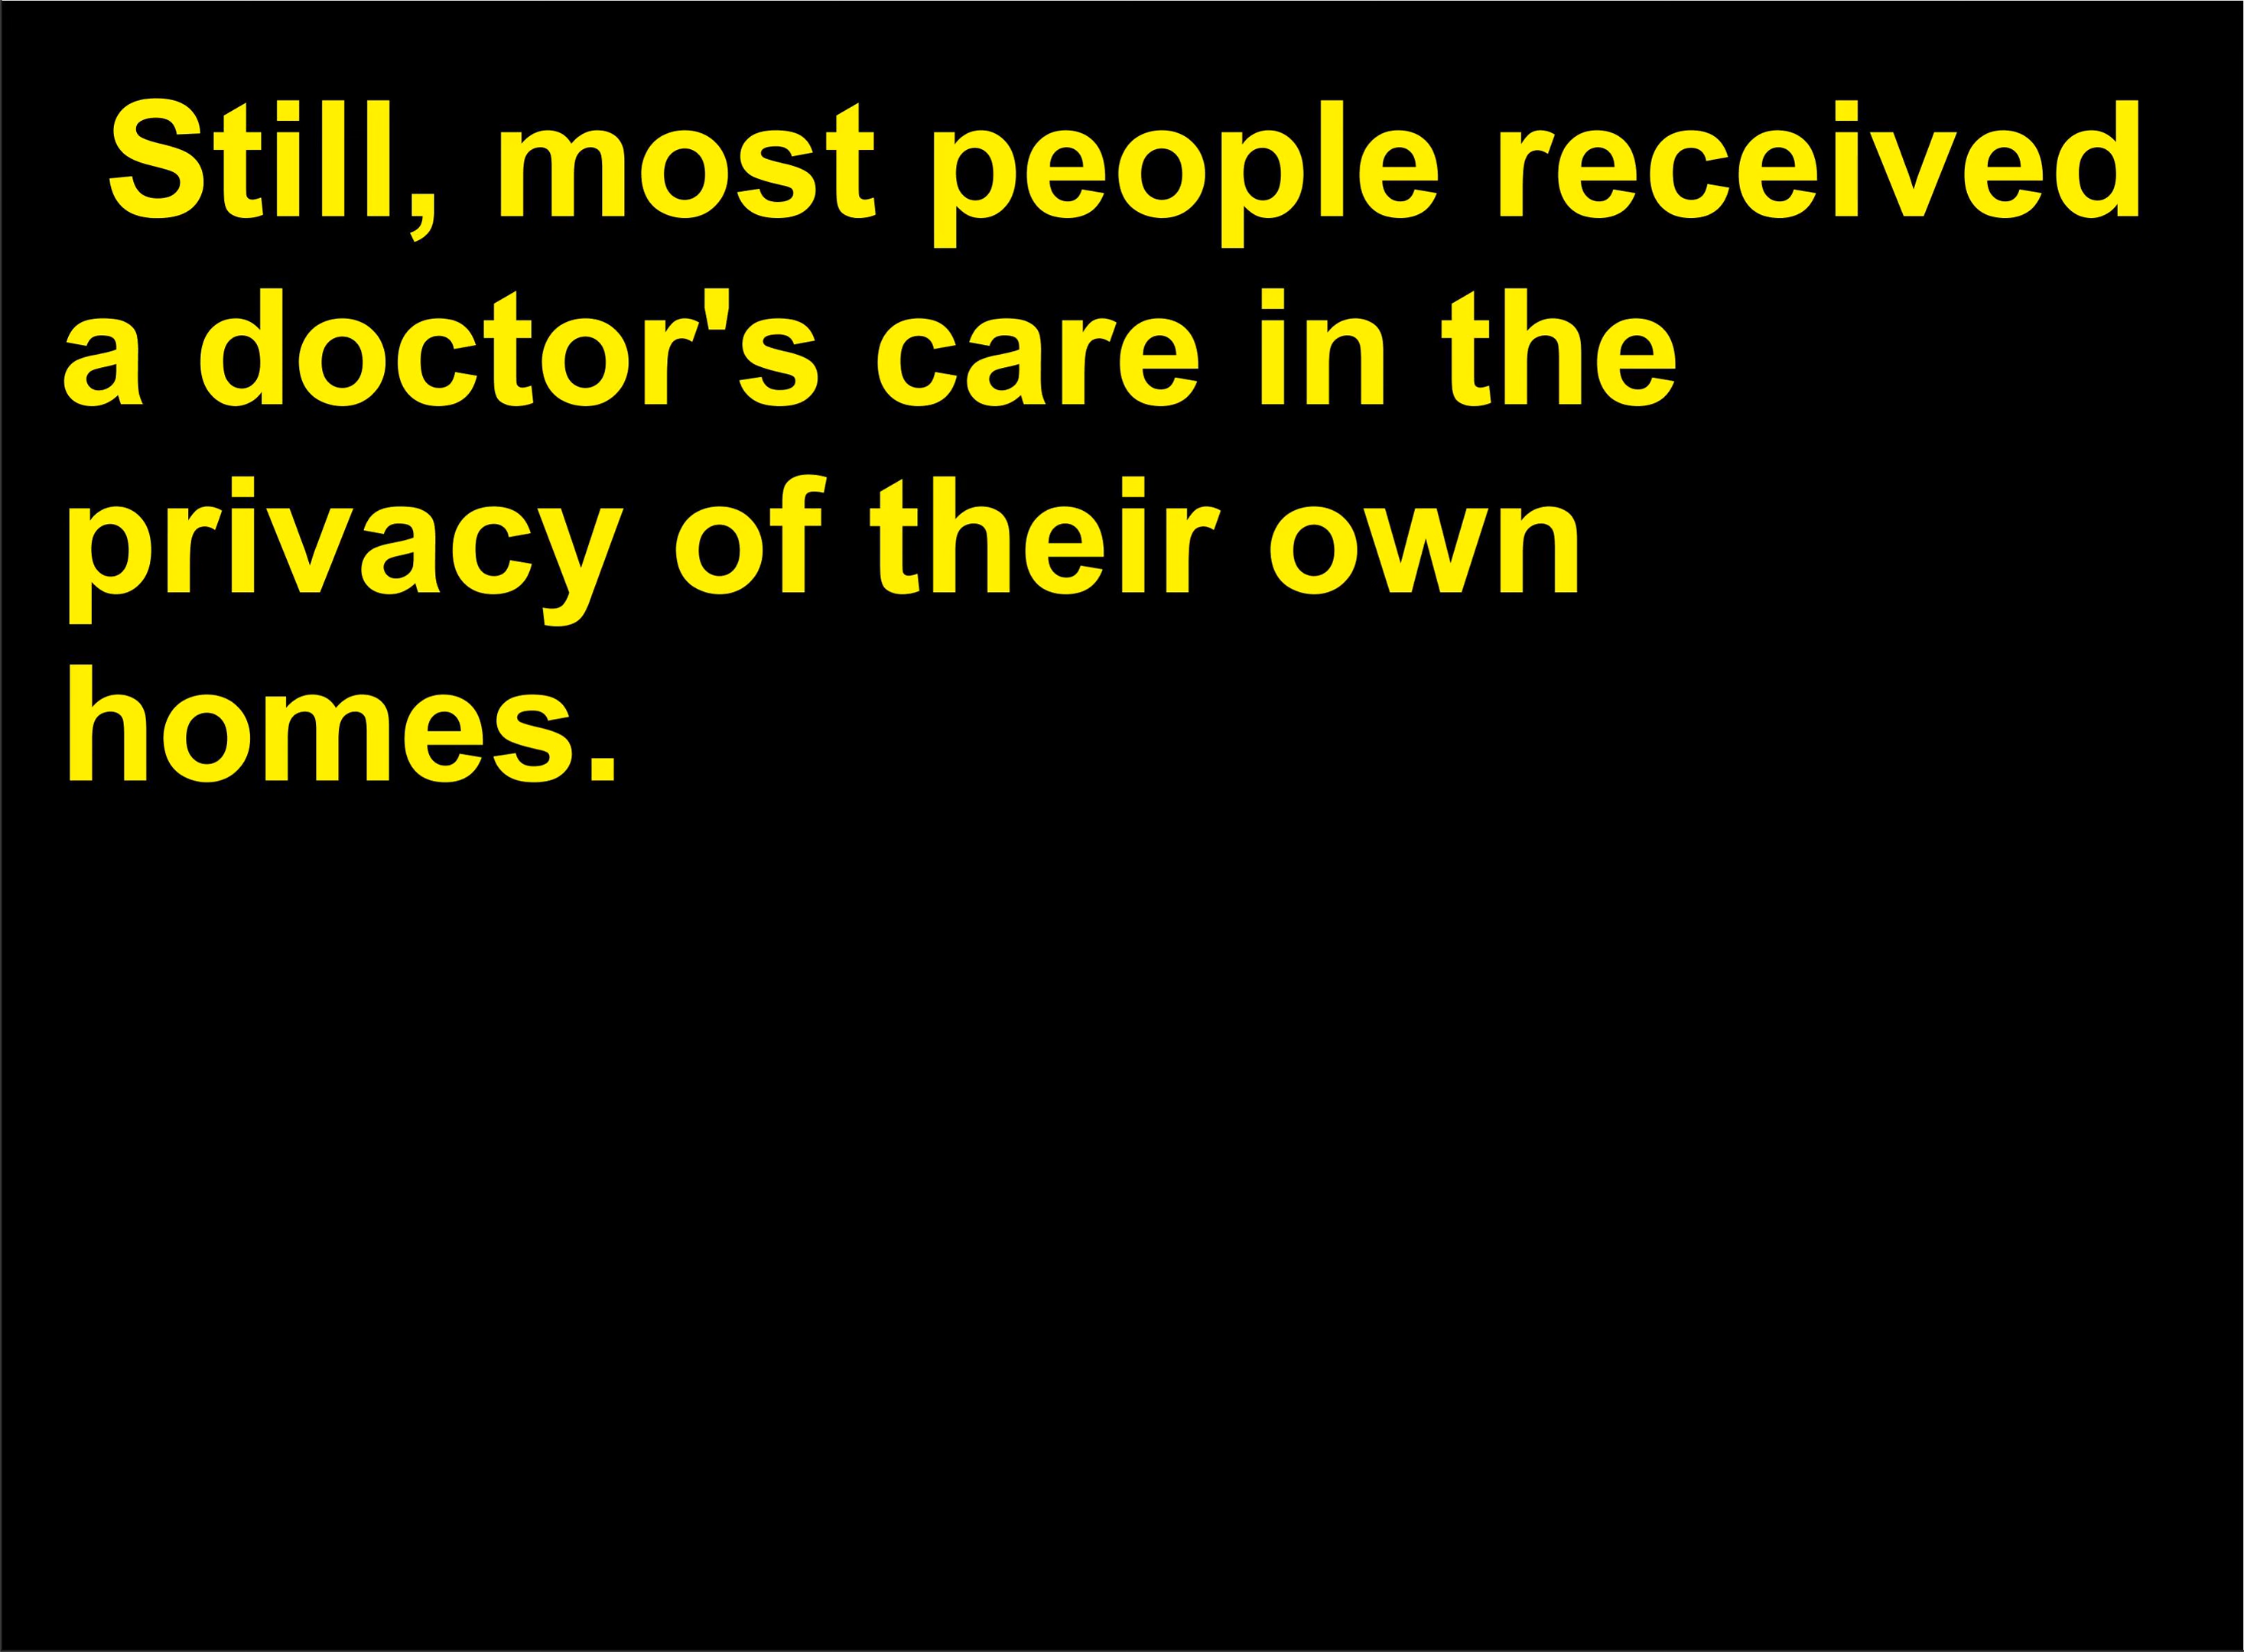 Still, most people received
a doctor's care in the
privacy of their own
homes.